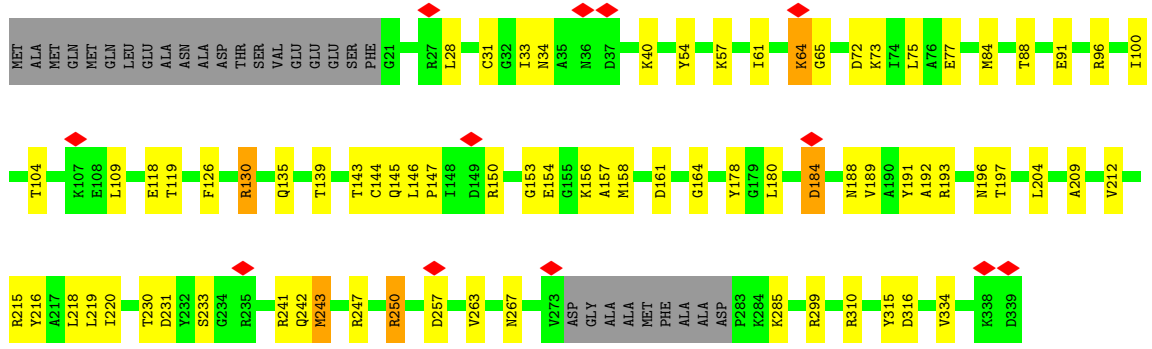 MET ALA MET GLN MET GLN LEU GLU ALA ASN ALA ALA ASP THR SER VAL GLU GLU GLU SER PHE G21 R27 L28 C31 G32 I33 N34 A35 N36 D37 K40 Y54 K57 I61 K64 G65 D72 K73 I74 L75 A76 E77 M84 T88 E91 R96 I100
T104 K107 E108 L109 E118 T119 F126 R130 Q135 T139 T143 C144 Q145 L146 P147 I148 D149 R150 G153 E154 G155 K156 A157 M158 D161 G164 Y178 G179 L180 D184 N188 V189 A190 Y191 A192 R193 N196 T197 L204 A209 V212
R215 Y216 A217 L218 L219 I220 T230 D231 Y232 S233 G234 R235 R241 Q242 M243 R247 R250 D257 V263 N267 V273 ASP GLY ALA ALA MET PHE ALA ALA ASP P283 K284 K285 R299 R310 Y315 D316 V334 K338 D339